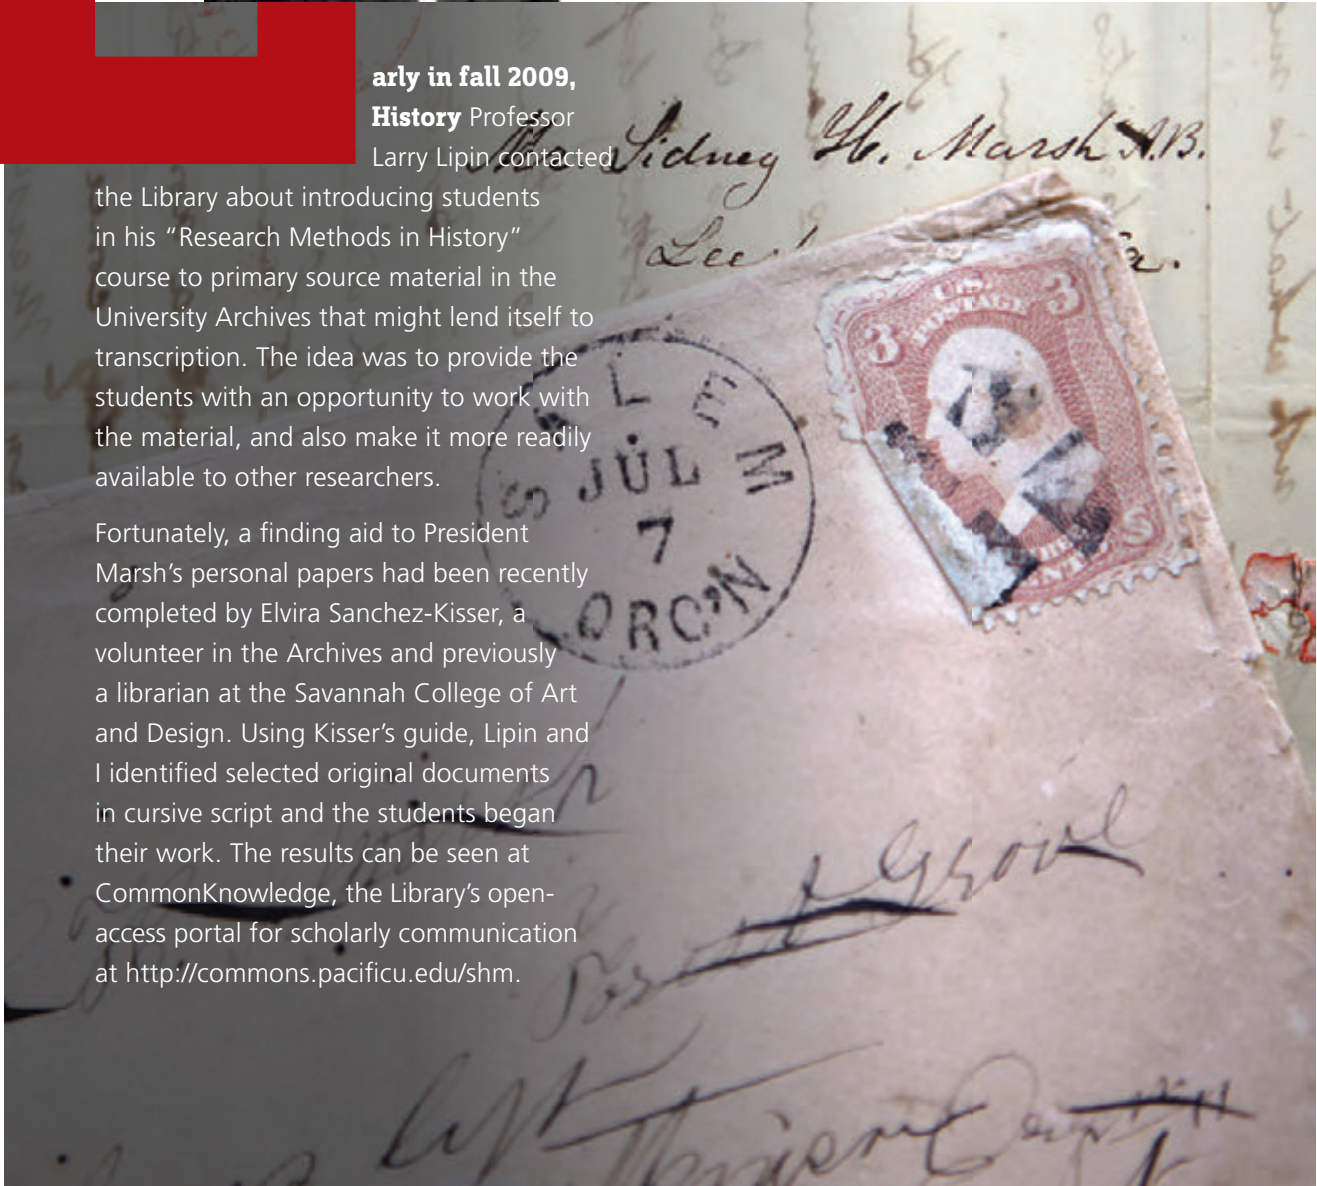 arly in fall 2009,
History Professor
Larry Lipin contacted
the Library about introducing students
in his “Research Methods in History”
course to primary source material in the
University Archives that might lend itself to
transcription. The idea was to provide the
students with an opportunity to work with
the material, and also make it more readily
available to other researchers.
Fortunately, a finding aid to President
Marsh’s personal papers had been recently
completed by Elvira Sanchez-Kisser, a
volunteer in the Archives and previously
a librarian at the Savannah College of Art
and Design. Using Kisser’s guide, Lipin and
I identified selected original documents
in cursive script and the students began
their work. The results can be seen at
CommonKnowledge, the Library’s open-
access portal for scholarly communication
at http://commons.pacificu.edu/shm.
Sidney H. Marsh A.B.
3 U.S. POSTAGE 3
SALEM
JUL
7
ORG'N
Grove